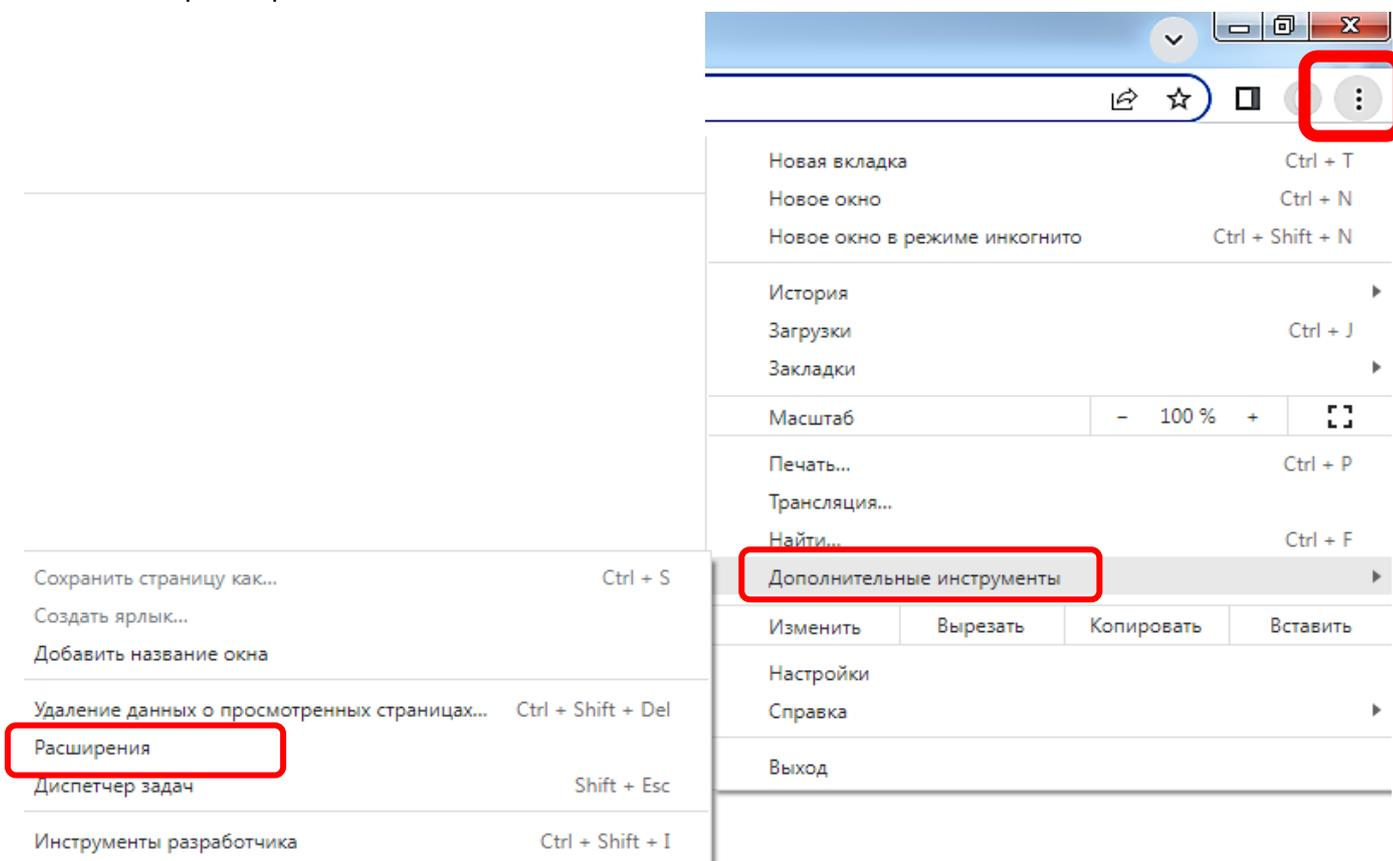 Новая вкладка Ctrl + T
Новое окно Ctrl + N
Новое окно в режиме инкогнито Ctrl + Shift + N
История
Загрузки Ctrl + J
Закладки
Масштаб - 100 % +
Печать... Ctrl + P
Трансляция...
Найти... Ctrl + F
Дополнительные инструменты
Изменить Вырезать Копировать Вставить
Настройки
Справка
Выход
Сохранить страницу как... Ctrl + S
Создать ярлык...
Добавить название окна
Удаление данных о просмотренных страницах... Ctrl + Shift + Del
Расширения
Диспетчер задач Shift + Esc
Инструменты разработчика Ctrl + Shift + I